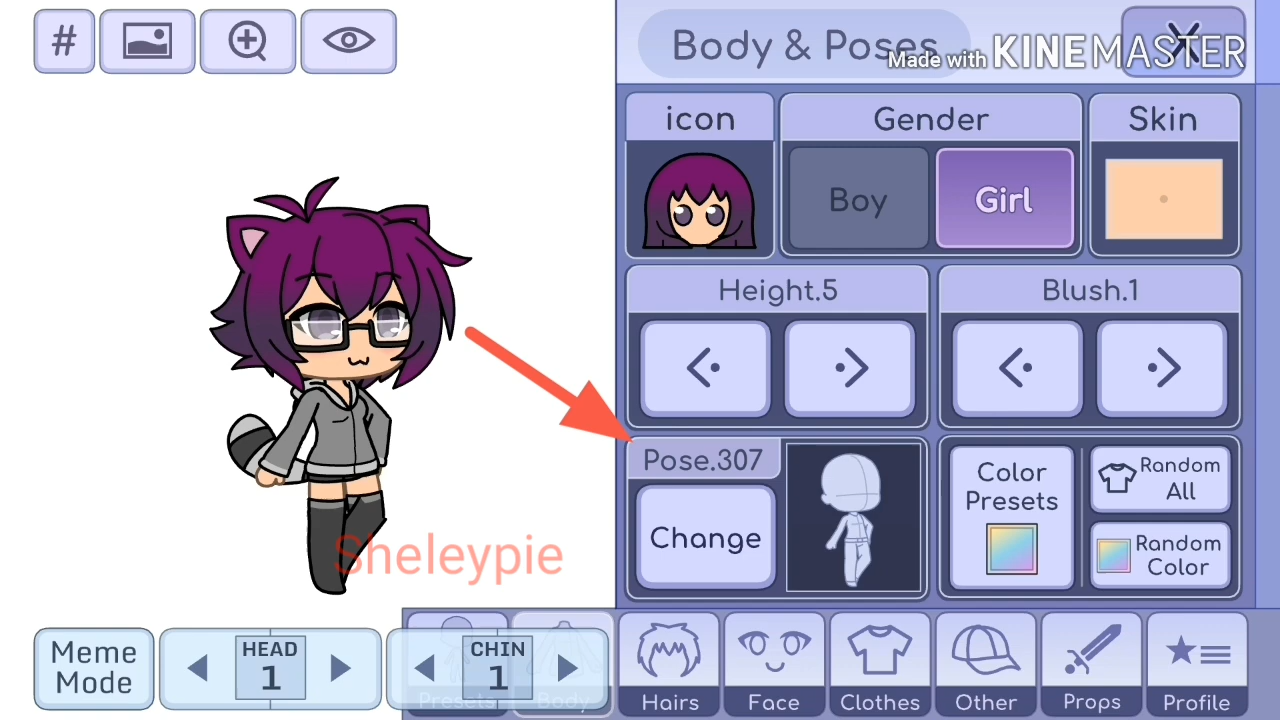 #
Body & Poses
Made with KINEMASTER
X
icon
Gender
Skin
Boy
Girl
Height.5
Blush.1
Pose.307
Change
Color
Presets
Random
All
Random
Color
Sheleypie
Meme
Mode
HEAD
1
CHIN
1
Presets
Body
Hairs
Face
Clothes
Other
Props
Profile